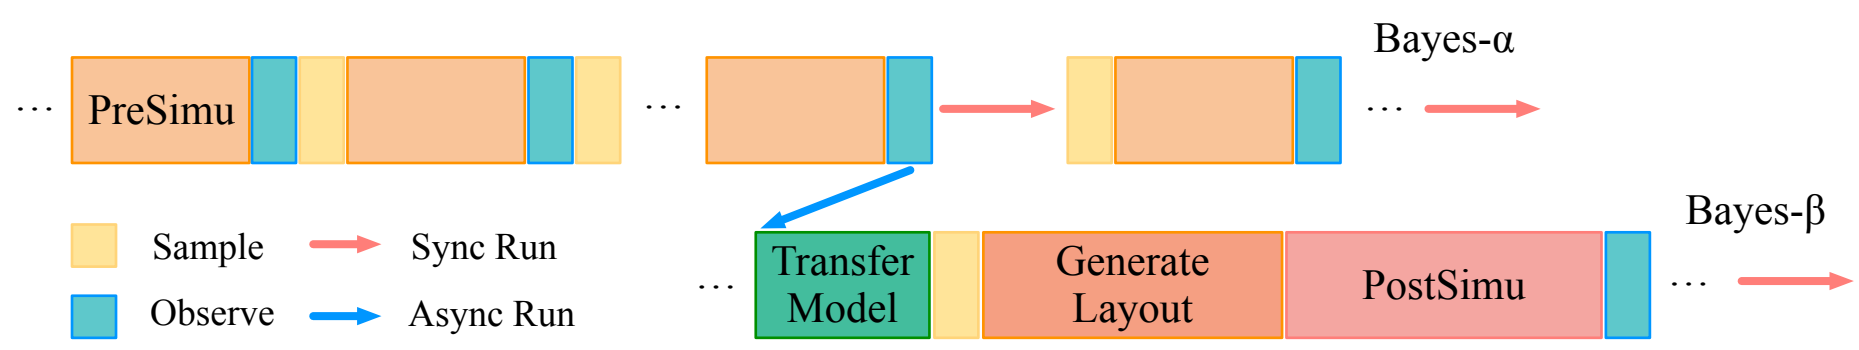 Bayes-α
… PreSimu … …
Bayes-β
Sample Sync Run
Observe Async Run
… Transfer
Model
Generate
Layout
PostSimu …